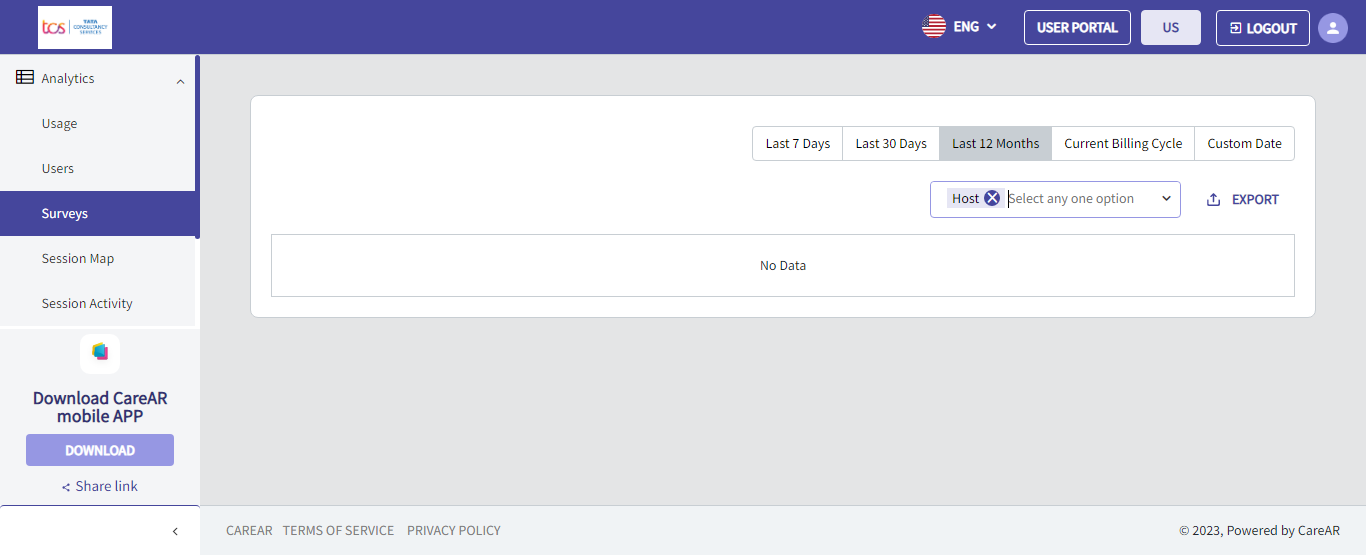 tcs TATA
CONSULTANCY
SERVICES
ENG
USER PORTAL
US
LOGOUT
Analytics
Usage
Users
Surveys
Session Map
Session Activity
Download CareAR
mobile APP
DOWNLOAD
Share link
Last 7 Days
Last 30 Days
Last 12 Months
Current Billing Cycle
Custom Date
Host
Select any one option
EXPORT
No Data
CAREAR TERMS OF SERVICE PRIVACY POLICY
© 2023, Powered by CareAR